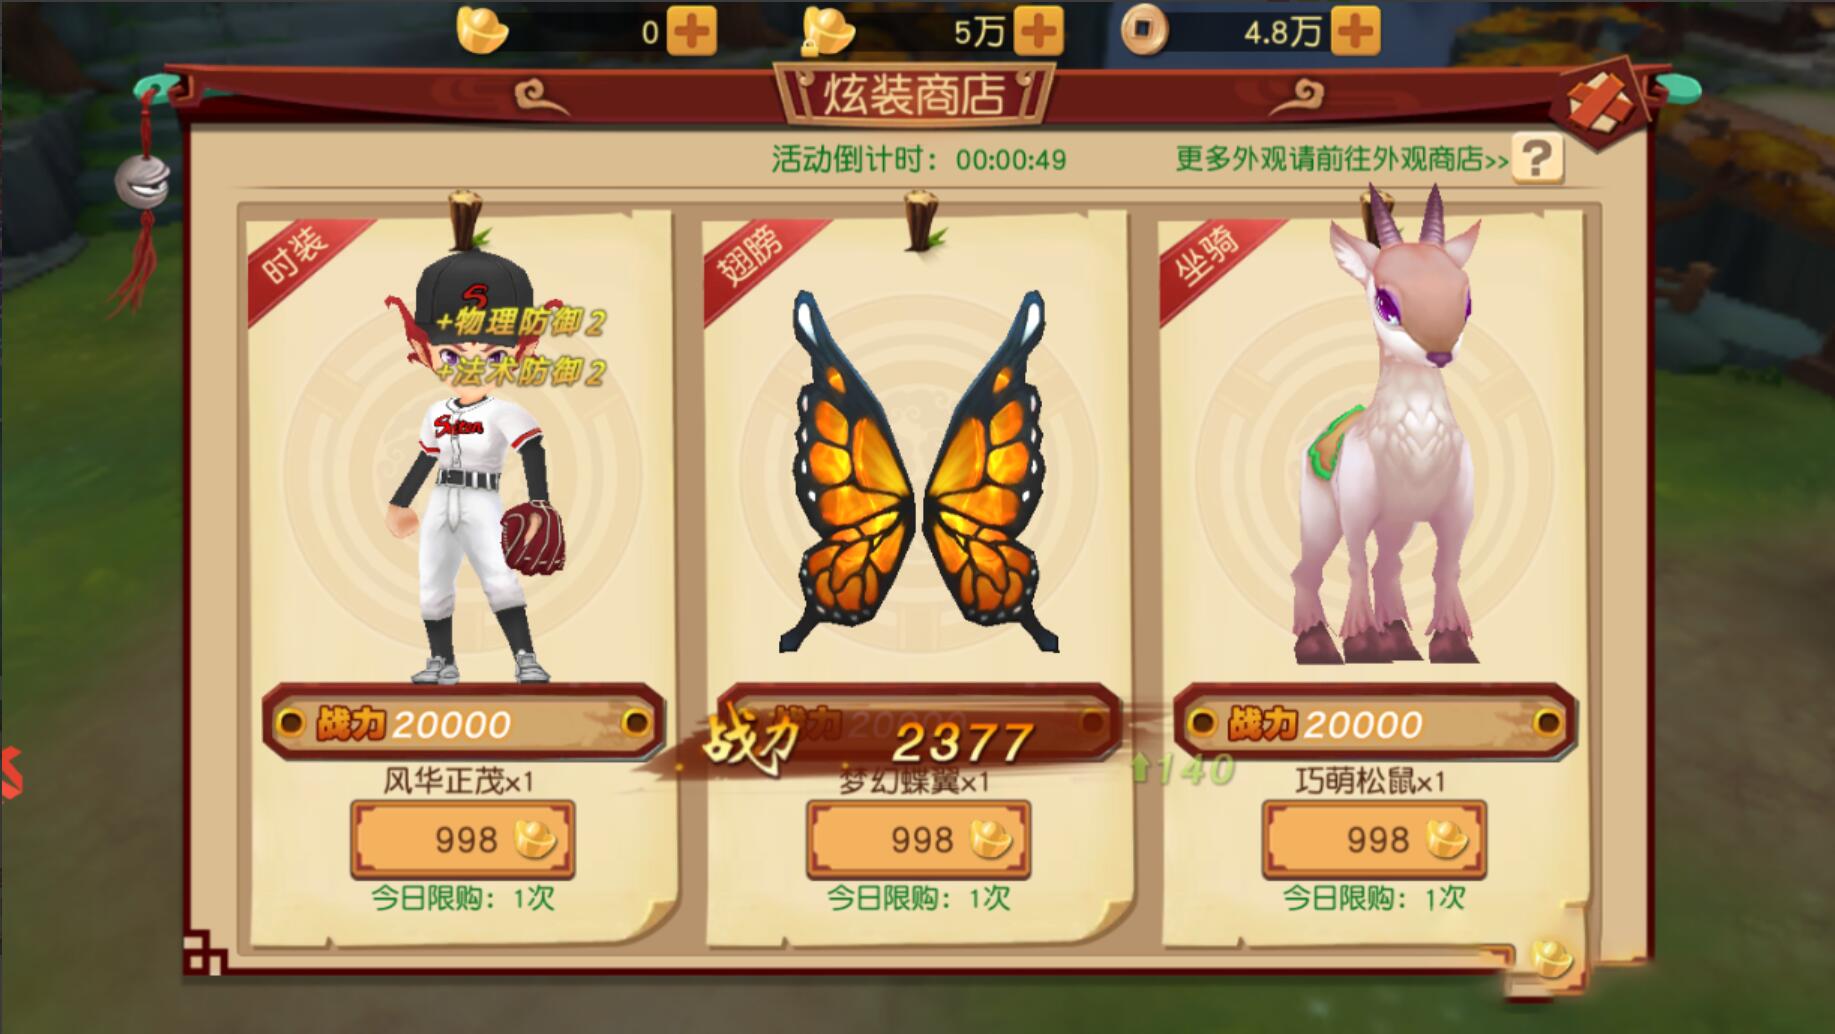 0
5万
4.8万
炫装商店
活动倒计时：00:00:49
更多外观请前往外观商店>>
?
时装
翅膀
坐骑
S
+物理防御2
+法术防御2
战力20000
战力20000
战力20000
战力 2377
140
风华正茂x1
梦幻蝶翼x1
巧萌松鼠x1
998
998
998
今日限购：1次
今日限购：1次
今日限购：1次